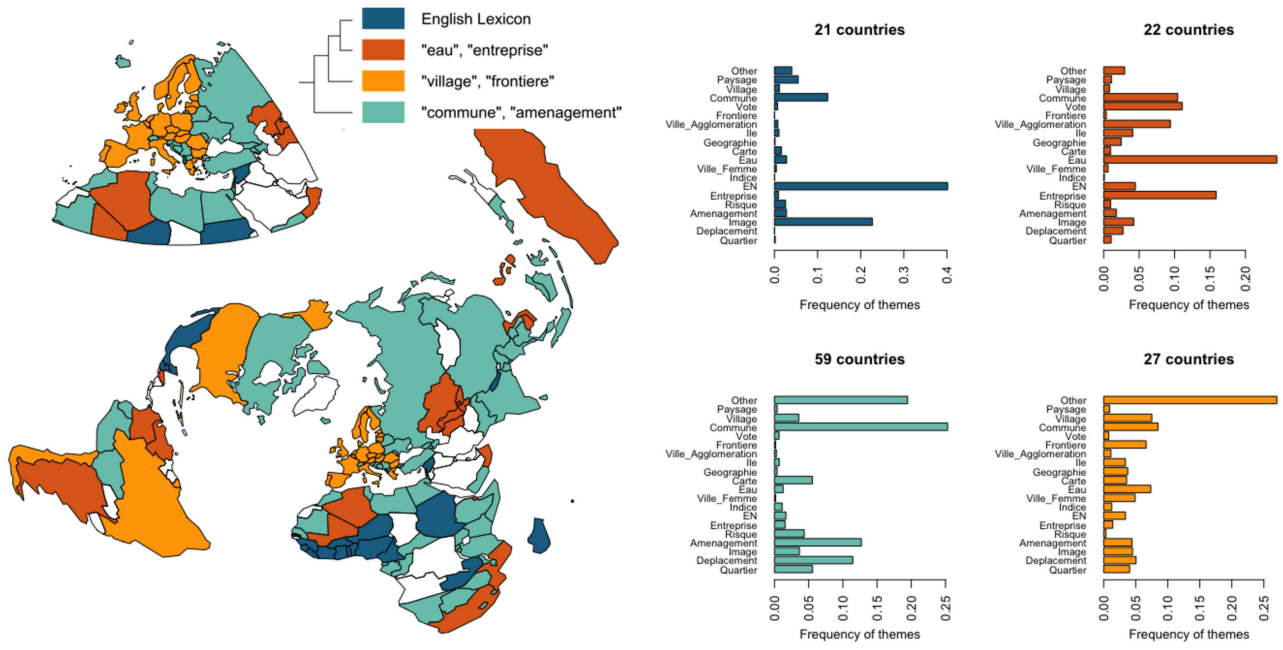 English Lexicon
"eau", "entreprise"
"village", "frontiere"
"commune", "amenagement"
21 countries
Other
Paysage
Village
Commune
Vote
Frontiere
Ville_Agglomeration
Ile
Geographie
Carte
Eau
Ville_Femme
Indice
EN
Entreprise
Risque
Amenagement
Image
Deplacement
Quartier
0.0 0.1 0.2 0.3 0.4
Frequency of themes
22 countries
Other
Paysage
Village
Commune
Vote
Frontiere
Ville_Agglomeration
Ile
Geographie
Carte
Eau
Ville_Femme
Indice
EN
Entreprise
Risque
Amenagement
Image
Deplacement
Quartier
0.00 0.05 0.10 0.15 0.20
Frequency of themes
59 countries
Other
Paysage
Village
Commune
Vote
Frontiere
Ville_Agglomeration
Ile
Geographie
Carte
Eau
Ville_Femme
Indice
EN
Entreprise
Risque
Amenagement
Image
Deplacement
Quartier
0.00 0.05 0.10 0.15 0.20 0.25
Frequency of themes
27 countries
Other
Paysage
Village
Commune
Vote
Frontiere
Ville_Agglomeration
Ile
Geographie
Carte
Eau
Ville_Femme
Indice
EN
Entreprise
Risque
Amenagement
Image
Deplacement
Quartier
0.00 0.05 0.10 0.15 0.20 0.25
Frequency of themes